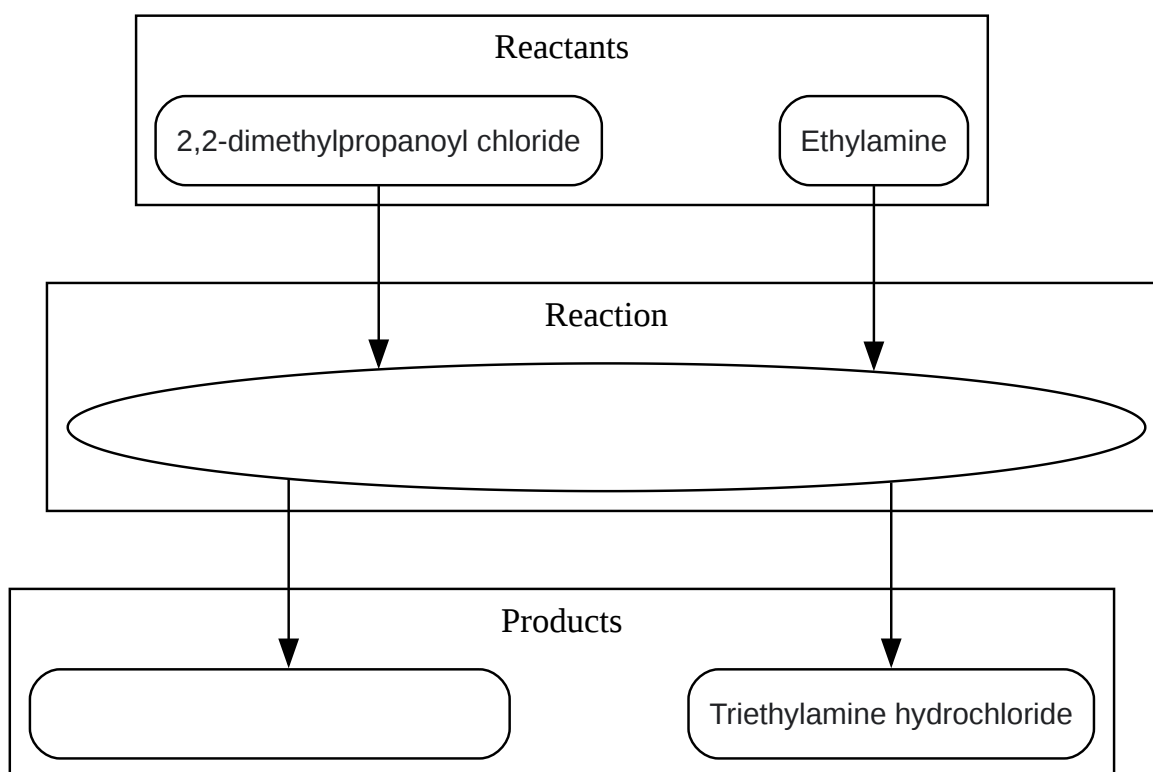 Reactants
2,2-dimethylpropanoyl chloride
Ethylamine
Reaction
Products
Triethylamine hydrochloride